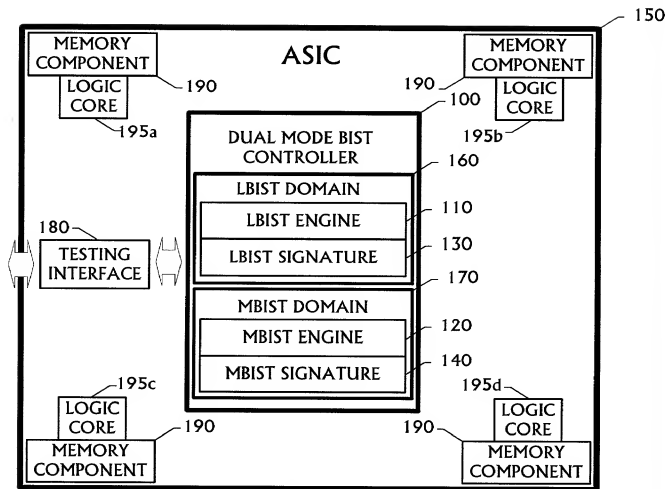 150
MEMORY
COMPONENT
190
LOGIC
CORE
195a
ASIC
MEMORY
COMPONENT
190
LOGIC
CORE
195b
100
DUAL MODE BIST
CONTROLLER
160
LBIST DOMAIN
LBIST ENGINE
110
LBIST SIGNATURE
130
180
TESTING
INTERFACE
170
MBIST DOMAIN
MBIST ENGINE
120
MBIST SIGNATURE
140
195c
LOGIC
CORE
MEMORY
COMPONENT
190
195d
LOGIC
CORE
190
MEMORY
COMPONENT